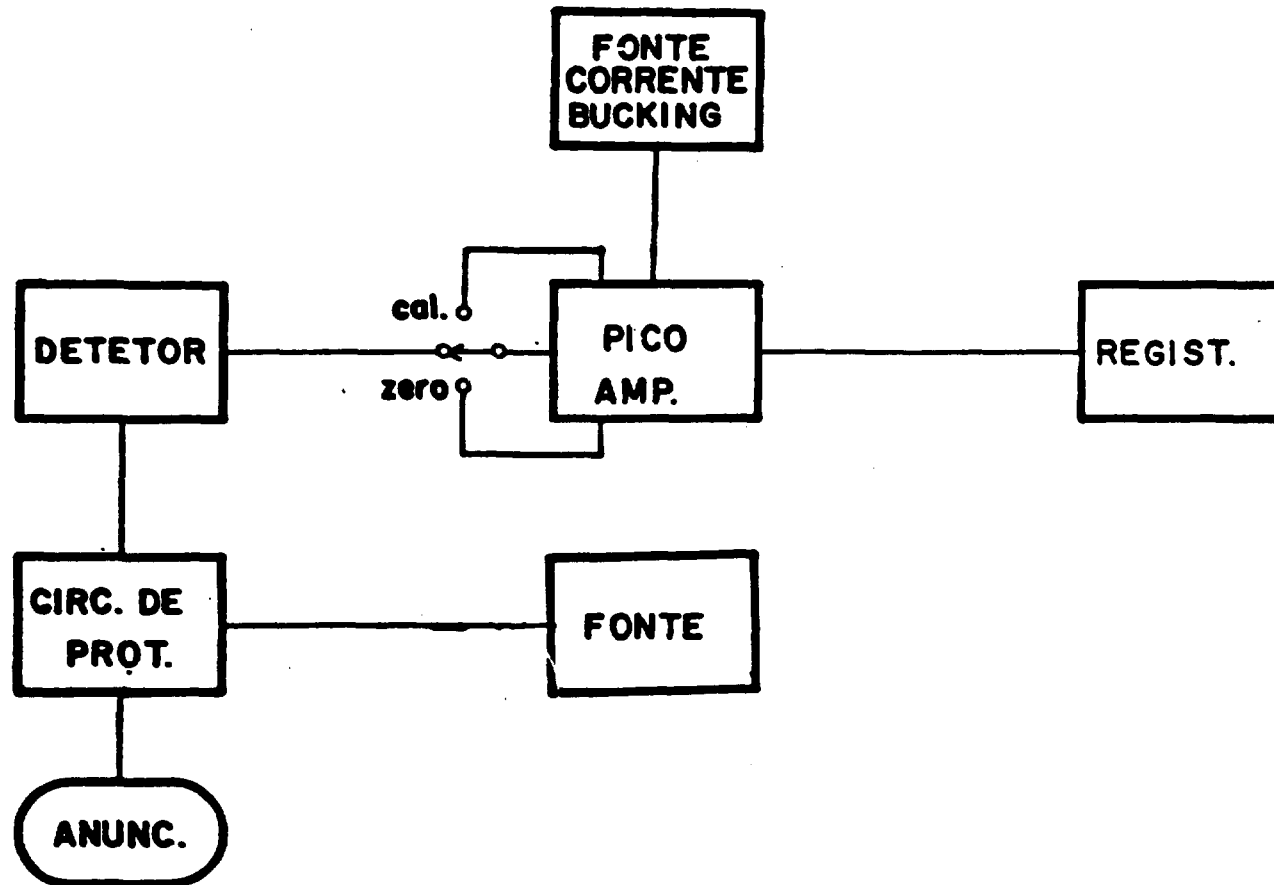 FONTE
CORRENTE
BUCKING
cal.
DETETOR
PICO
AMP.
REGIST.
zero
CIRC. DE
PROT.
FONTE
ANUNC.